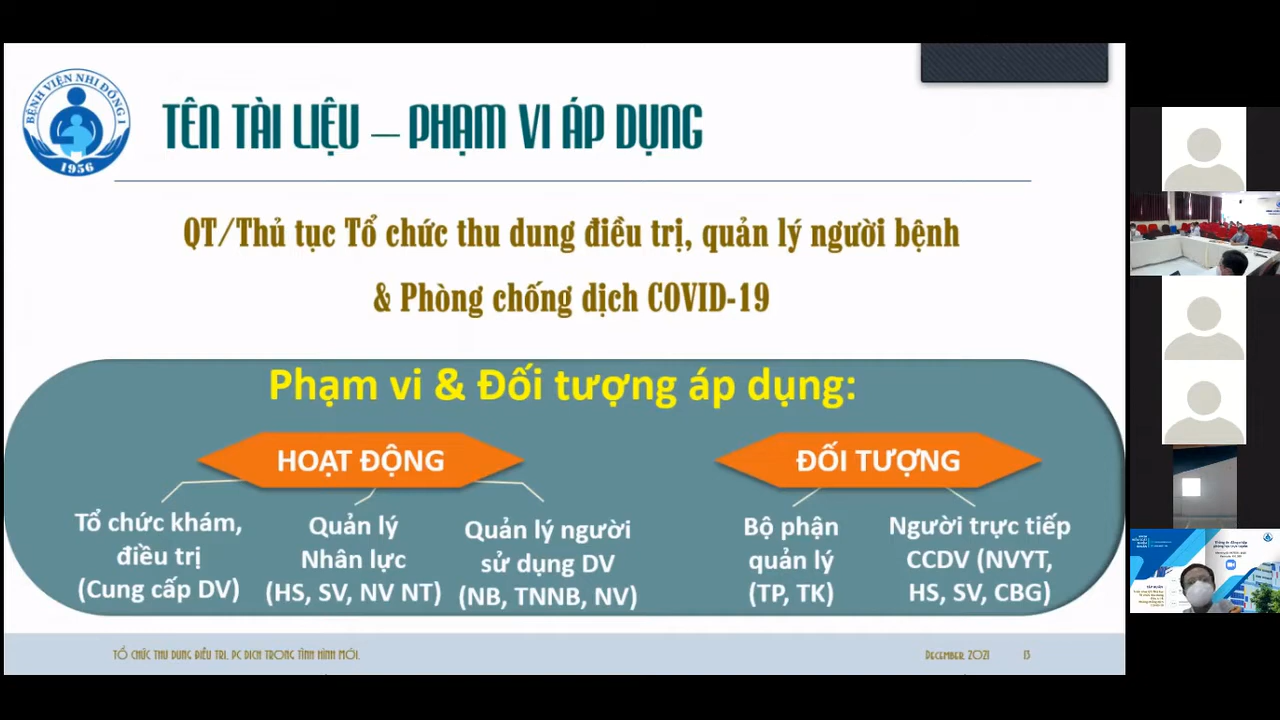 BỆNH VIỆN NHI ĐỒNG 1
1956
TÊN TÀI LIỆU – PHẠM VI ÁP DỤNG
QT/Thủ tục Tổ chức thu dung điều trị, quản lý người bệnh
& Phòng chống dịch COVID-19
Phạm vi & Đối tượng áp dụng:
HOẠT ĐỘNG
ĐỐI TƯỢNG
Tổ chức khám,
điều trị
(Cung cấp DV)
Quản lý
Nhân lực
(HS, SV, NV NT)
Quản lý người
sử dụng DV
(NB, TNNB, NV)
Bộ phận
quản lý
(TP, TK)
Người trực tiếp
CCDV (NVYT,
HS, SV, CBG)
TỔ CHỨC THU DUNG ĐIỀU TRỊ, PC DỊCH TRONG TÌNH HÌNH MỚI.
DECEMBER, 2021
13